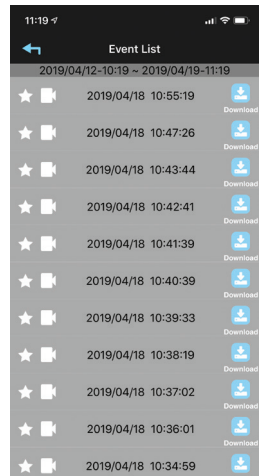 11:19
Event List
2019/04/12-10:19 ~ 2019/04/19-11:19
2019/04/18 10:55:19
Download
2019/04/18 10:47:26
Download
2019/04/18 10:43:44
Download
2019/04/18 10:42:41
Download
2019/04/18 10:41:39
Download
2019/04/18 10:40:39
Download
2019/04/18 10:39:33
Download
2019/04/18 10:38:19
Download
2019/04/18 10:37:02
Download
2019/04/18 10:36:01
Download
2019/04/18 10:34:59